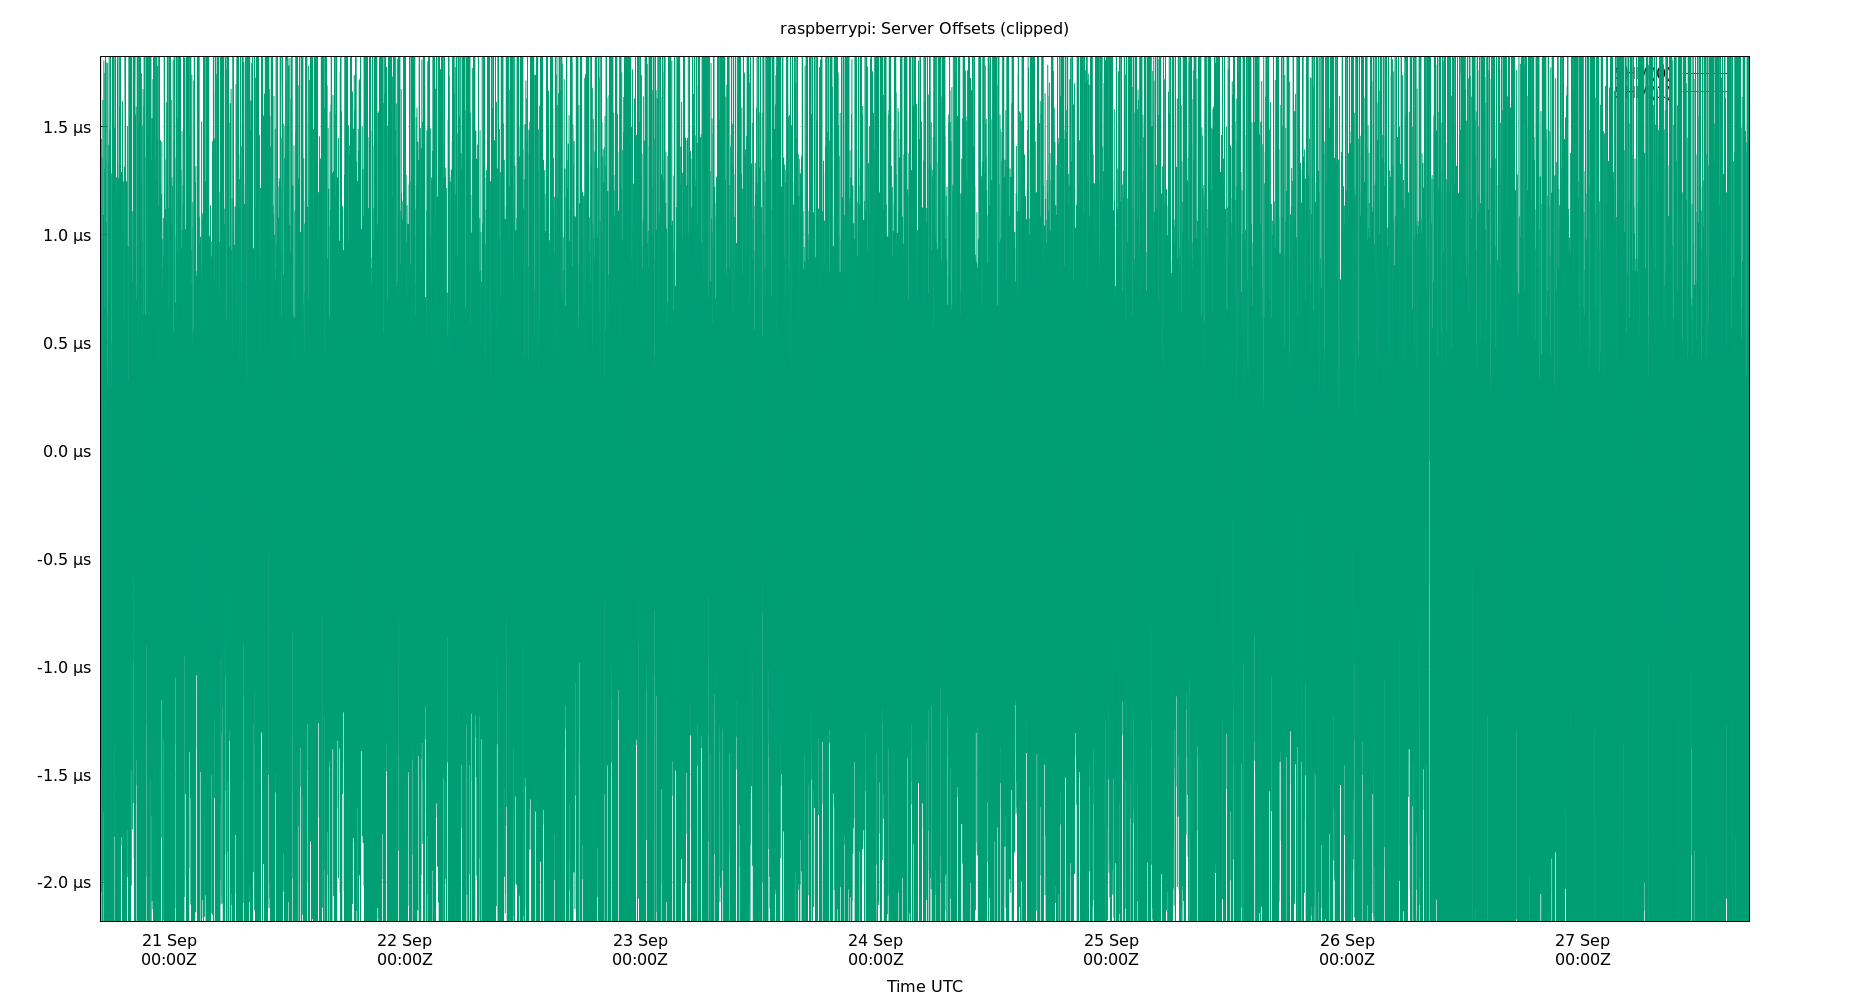 raspberrypi: Server Offsets (clipped)
1.5 µs
1.0 µs
0.5 µs
0.0 µs
-0.5 µs
-1.0 µs
-1.5 µs
-2.0 µs
21 Sep 22 Sep 23 Sep 24 Sep 25 Sep 26 Sep 27 Sep
00:00Z 00:00Z 00:00Z 00:00Z 00:00Z 00:00Z 00:00Z
Time UTC